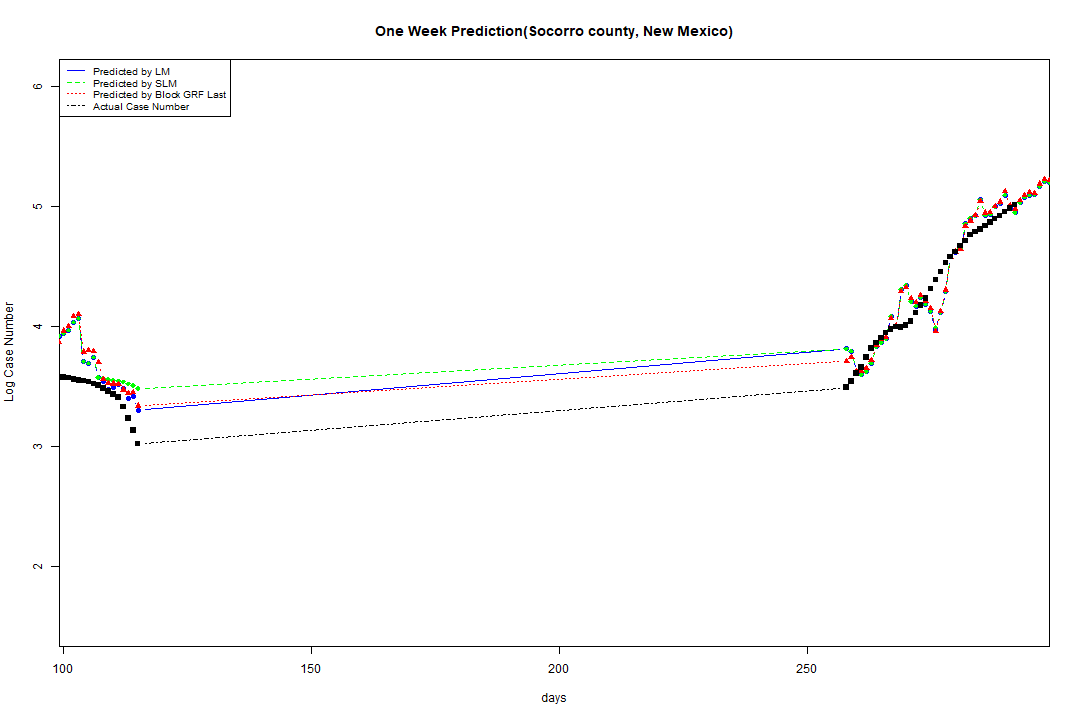 One Week Prediction(Socorro county, New Mexico)
Predicted by LM
Predicted by SLM
Predicted by Block GRF Last
Actual Case Number
Log Case Number
6
5
4
3
2
100 150 200 250
days